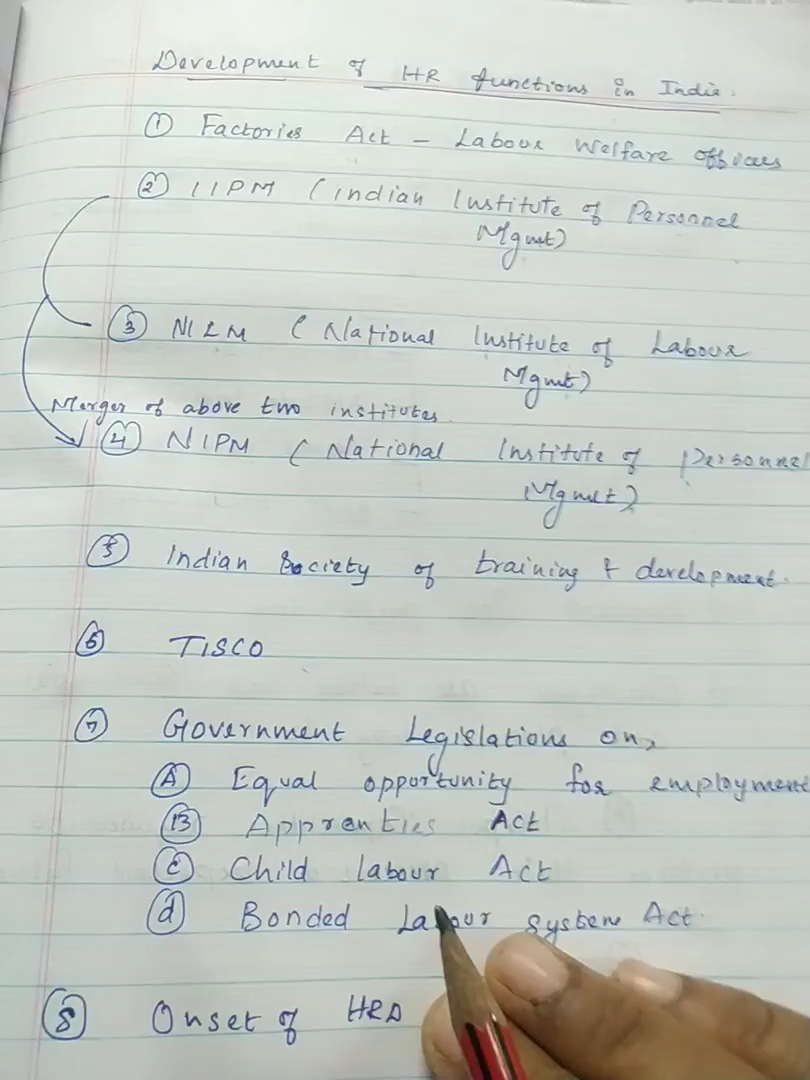 Development of HR functions in India.
① Factories Act - Labour Welfare officers
② IIPM (Indian Institute of Personnel
Mgmt)
③ NILM (National Institute of Labour
Mgmt)
Merger of above two institutes
④ NIPM (National Institute of Personnel
Mgmt)
⑤ Indian Society of training & development.
⑥ TISCO
⑦ Government Legislations on,
Ⓐ Equal opportunity for employment
Ⓑ Apprenties Act
Ⓒ Child labour Act
ⓓ Bonded Labour System Act.
⑧ Onset of HRD